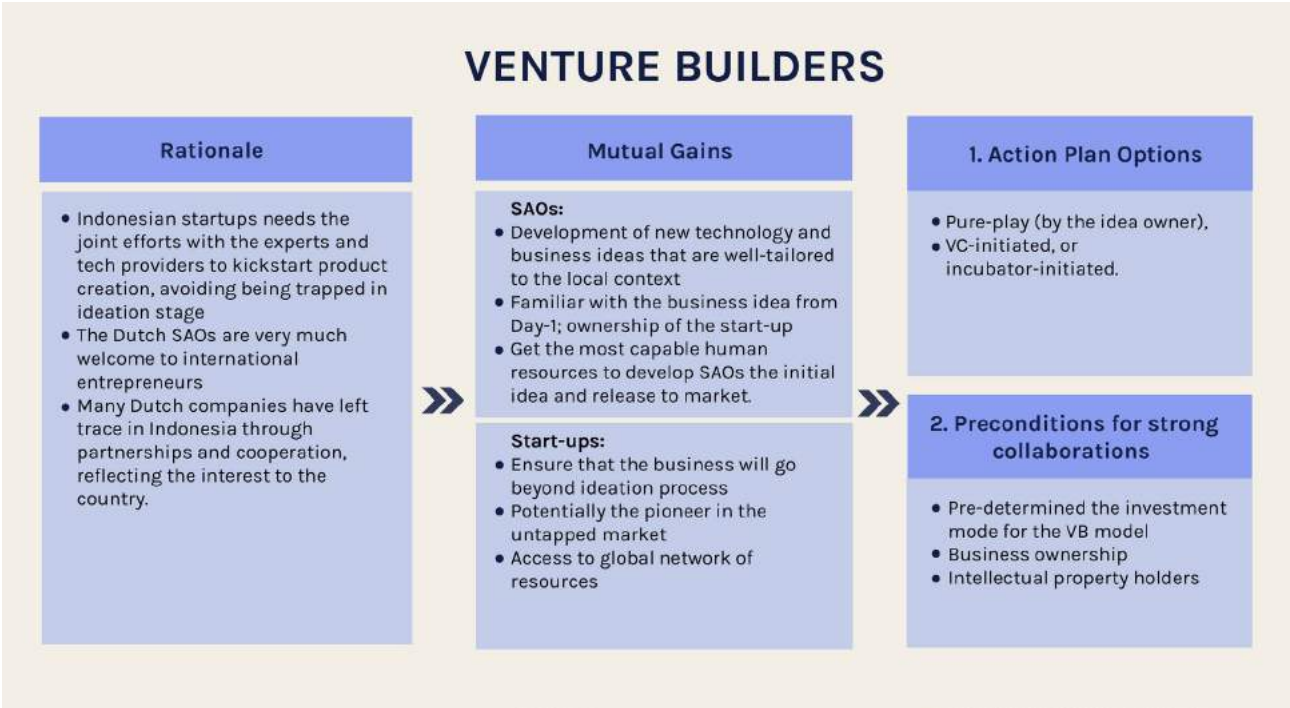 VENTURE BUILDERS
Rationale
• Indonesian startups needs the
joint efforts with the experts and
tech providers to kickstart product
creation, avoiding being trapped in
ideation stage
• The Dutch SAOs are very much
welcome to international
entrepreneurs
• Many Dutch companies have left
trace in Indonesia through
partnerships and cooperation,
reflecting the interest to the
country.
Mutual Gains
SAOs:
• Development of new technology and
business ideas that are well-tailored
to the local context
• Familiar with the business idea from
Day-1; ownership of the start-up
• Get the most capable human
resources to develop SAOs the initial
idea and release to market.
Start-ups:
• Ensure that the business will go
beyond ideation process
• Potentially the pioneer in the
untapped market
• Access to global network of
resources
1. Action Plan Options
• Pure-play (by the idea owner),
• VC-initiated, or
incubator-initiated.
2. Preconditions for strong
collaborations
• Pre-determined the investment
mode for the VB model
• Business ownership
• Intellectual property holders